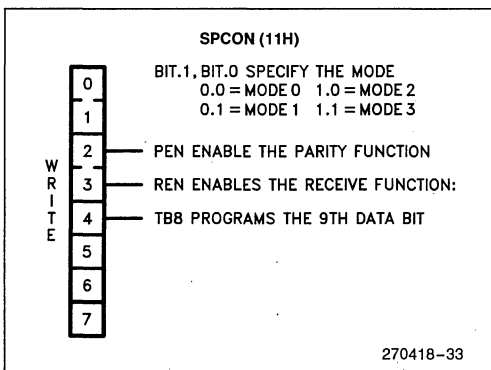 SPCON (11H)
BIT.1, BIT.0 SPECIFY THE MODE
0.0 = MODE 0 1.0 = MODE 2
0.1 = MODE 1 1.1 = MODE 3
WRITE
0
1
2 PEN ENABLE THE PARITY FUNCTION
3 REN ENABLES THE RECEIVE FUNCTION:
4 TB8 PROGRAMS THE 9TH DATA BIT
5
6
7
270418-33